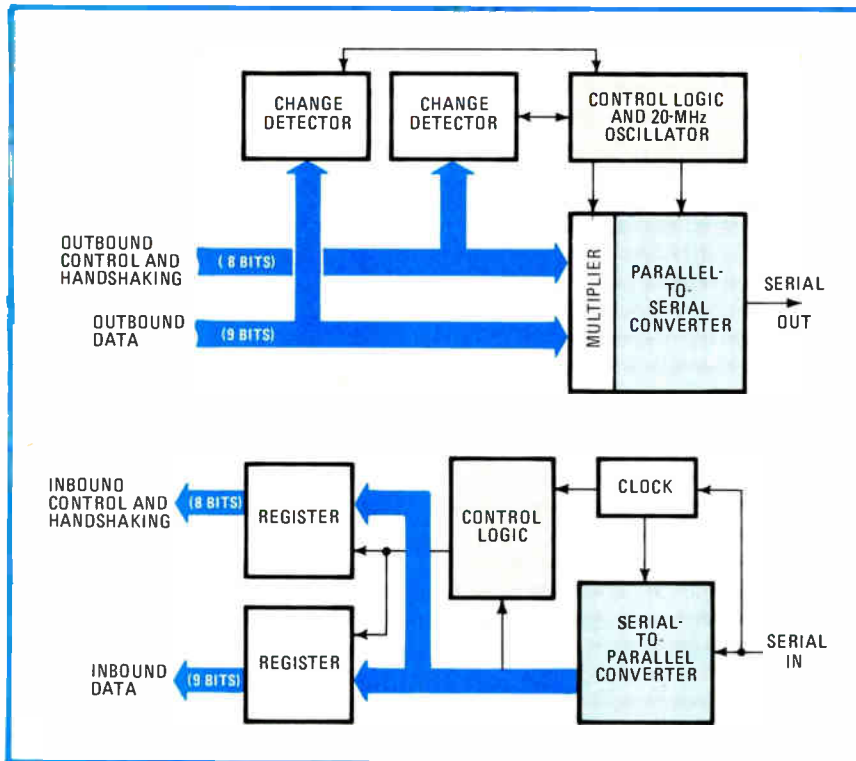 CHANGE
DETECTOR
CHANGE
DETECTOR
CONTROL LOGIC
AND 20-MHz
OSCILLATOR
OUTBOUND
CONTROL AND
HANDSHAKING
(8 BITS)
OUTBOUND
DATA
(9 BITS)
MULTIPLIER
PARALLEL-
TO-
SERIAL
CONVERTER
SERIAL
OUT
INBOUND
CONTROL AND
HANDSHAKING
(8 BITS)
REGISTER
CONTROL
LOGIC
CLOCK
INBOUND
DATA
(9 BITS)
REGISTER
SERIAL-
TO-
PARALLEL
CONVERTER
SERIAL
IN